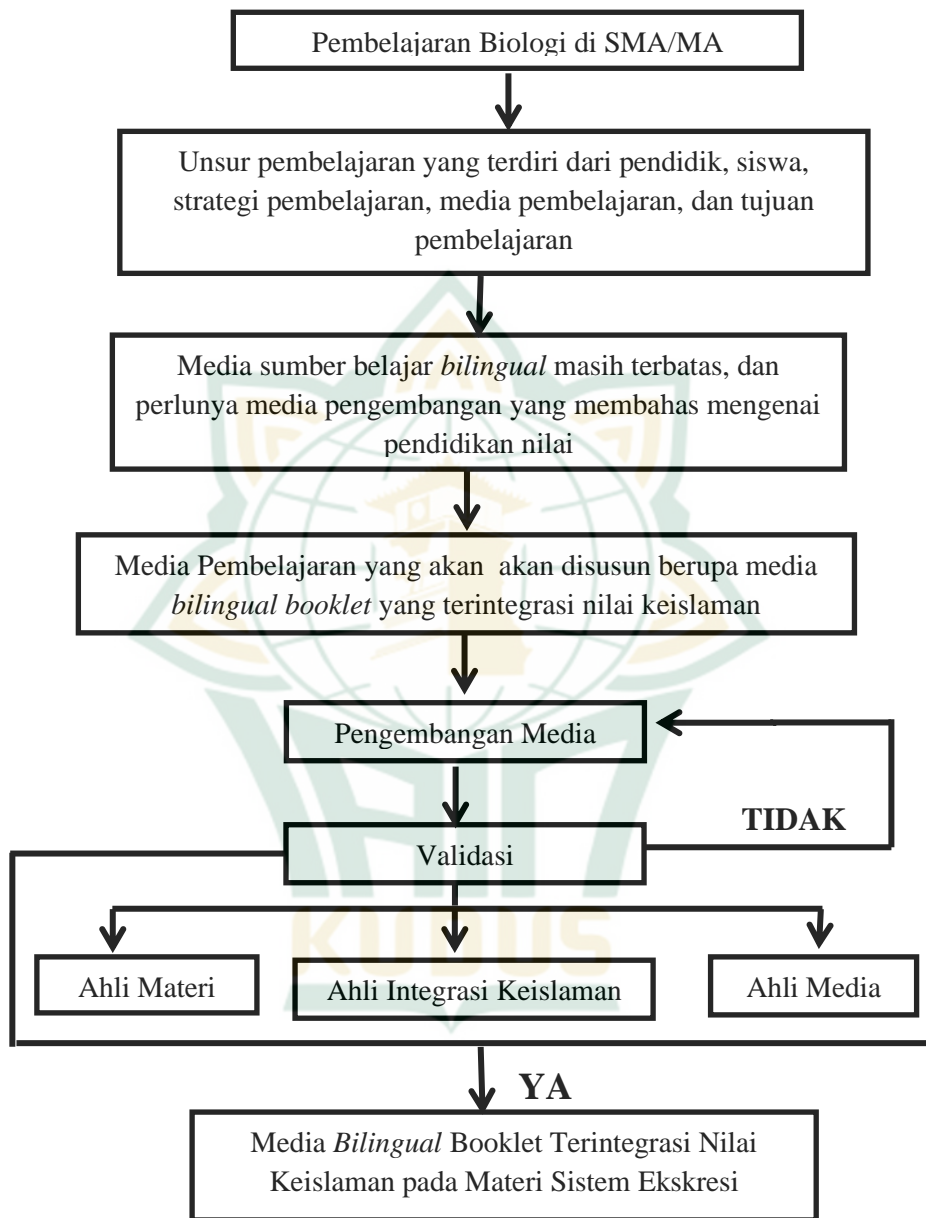 Pembelajaran Biologi di SMA/MA
Unsur pembelajaran yang terdiri dari pendidik, siswa,
strategi pembelajaran, media pembelajaran, dan tujuan
pembelajaran
Media sumber belajar bilingual masih terbatas, dan
perlunya media pengembangan yang membahas mengenai
pendidikan nilai
Media Pembelajaran yang akan  akan disusun berupa media
bilingual booklet yang terintegrasi nilai keislaman
Pengembangan Media
TIDAK
Validasi
KUDUS
Ahli Materi
Ahli Integrasi Keislaman
Ahli Media
YA
Media Bilingual Booklet Terintegrasi Nilai
Keislaman pada Materi Sistem Ekskresi